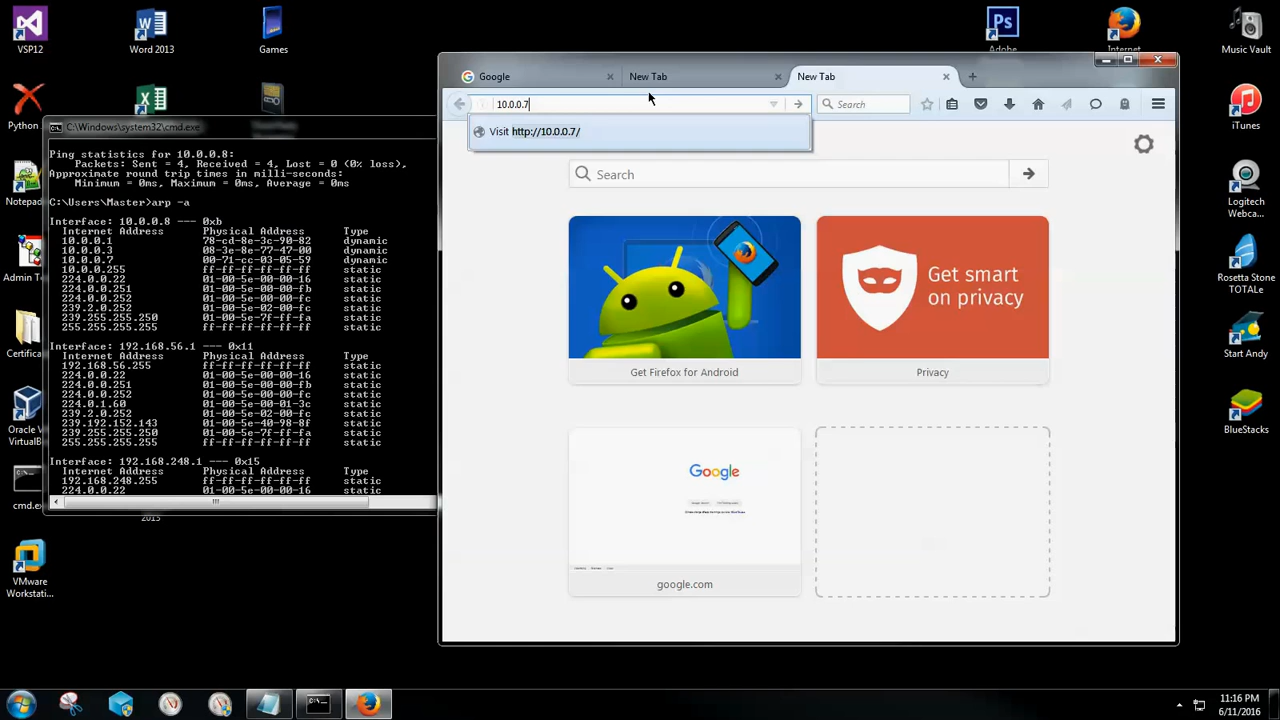 VSP12
Word 2013
Games
Adobe
Internet
Music Vault
Python
iTunes
Notepad
Logitech
Webca...
Admin T
Rosetta Stone
TOTALe
Certifica
Start Andy
Oracle V
VirtualB
BlueStacks
cmd.ex
2013
VMware
Workstati...
C:\Windows\system32\cmd.exe
Ping statistics for 10.0.0.8:
Packets: Sent = 4, Received = 4, Lost = 0 (0% loss),
Approximate round trip times in milli-seconds:
Minimum = 0ms, Maximum = 0ms, Average = 0ms
C:\Users\Master>arp -a
Interface: 10.0.0.8 --- 0xb
Internet Address Physical Address Type
10.0.0.1 78-cd-8e-3c-90-82 dynamic
10.0.0.3 08-3e-8e-77-47-00 dynamic
10.0.0.7 00-71-cc-03-05-59 dynamic
10.0.0.255 ff-ff-ff-ff-ff-ff static
224.0.0.22 01-00-5e-00-00-16 static
224.0.0.251 01-00-5e-00-00-fb static
224.0.0.252 01-00-5e-00-00-fc static
239.2.0.252 01-00-5e-02-00-fc static
239.255.255.250 01-00-5e-7f-ff-fa static
255.255.255.255 ff-ff-ff-ff-ff-ff static
Interface: 192.168.56.1 --- 0x11
Internet Address Physical Address Type
192.168.56.255 ff-ff-ff-ff-ff-ff static
224.0.0.22 01-00-5e-00-00-16 static
224.0.0.251 01-00-5e-00-00-fb static
224.0.0.252 01-00-5e-00-00-fc static
224.0.1.60 01-00-5e-00-01-3c static
239.2.0.252 01-00-5e-02-00-fc static
239.192.152.143 01-00-5e-40-98-8f static
239.255.255.250 01-00-5e-7f-ff-fa static
255.255.255.255 ff-ff-ff-ff-ff-ff static
Interface: 192.168.248.1 --- 0x15
Internet Address Physical Address Type
192.168.248.255 ff-ff-ff-ff-ff-ff static
224.0.0.22 01-00-5e-00-00-16 static
Google
New Tab
New Tab
10.0.0.7
Search
Visit http://10.0.0.7/
Search
Get smart
on privacy
Get Firefox for Android
Privacy
Google
google.com
11:16 PM
6/11/2016